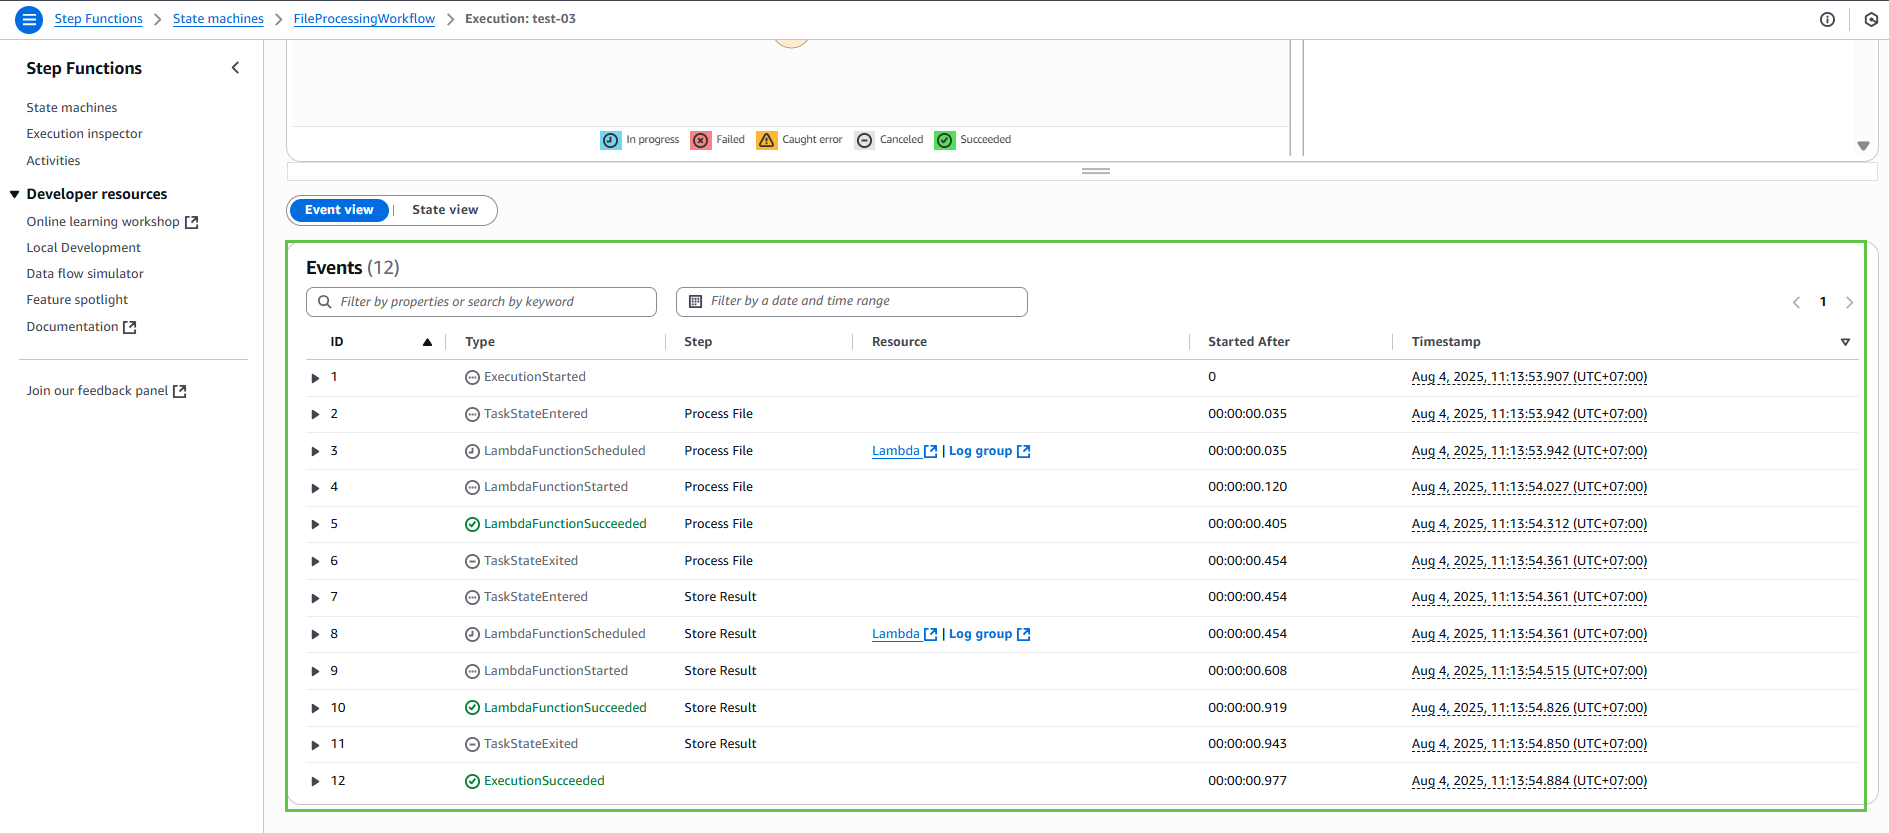 Step Functions > State machines > FileProcessingWorkflow > Execution: test-03
Step Functions
State machines
Execution inspector
Activities
Developer resources
Online learning workshop
Local Development
Data flow simulator
Feature spotlight
Documentation
Join our feedback panel
In progress Failed Caught error Canceled Succeeded
Event view | State view
Events (12)
Filter by properties or search by keyword Filter by a date and time range 1
ID Type Step Resource Started After Timestamp
1 ExecutionStarted 0 Aug 4, 2025, 11:13:53.907 (UTC+07:00)
2 TaskStateEntered Process File 00:00:00.035 Aug 4, 2025, 11:13:53.942 (UTC+07:00)
3 LambdaFunctionScheduled Process File Lambda | Log group 00:00:00.035 Aug 4, 2025, 11:13:53.942 (UTC+07:00)
4 LambdaFunctionStarted Process File 00:00:00.120 Aug 4, 2025, 11:13:54.027 (UTC+07:00)
5 LambdaFunctionSucceeded Process File 00:00:00.405 Aug 4, 2025, 11:13:54.312 (UTC+07:00)
6 TaskStateExited Process File 00:00:00.454 Aug 4, 2025, 11:13:54.361 (UTC+07:00)
7 TaskStateEntered Store Result 00:00:00.454 Aug 4, 2025, 11:13:54.361 (UTC+07:00)
8 LambdaFunctionScheduled Store Result Lambda | Log group 00:00:00.454 Aug 4, 2025, 11:13:54.361 (UTC+07:00)
9 LambdaFunctionStarted Store Result 00:00:00.608 Aug 4, 2025, 11:13:54.515 (UTC+07:00)
10 LambdaFunctionSucceeded Store Result 00:00:00.919 Aug 4, 2025, 11:13:54.826 (UTC+07:00)
11 TaskStateExited Store Result 00:00:00.943 Aug 4, 2025, 11:13:54.850 (UTC+07:00)
12 ExecutionSucceeded 00:00:00.977 Aug 4, 2025, 11:13:54.884 (UTC+07:00)